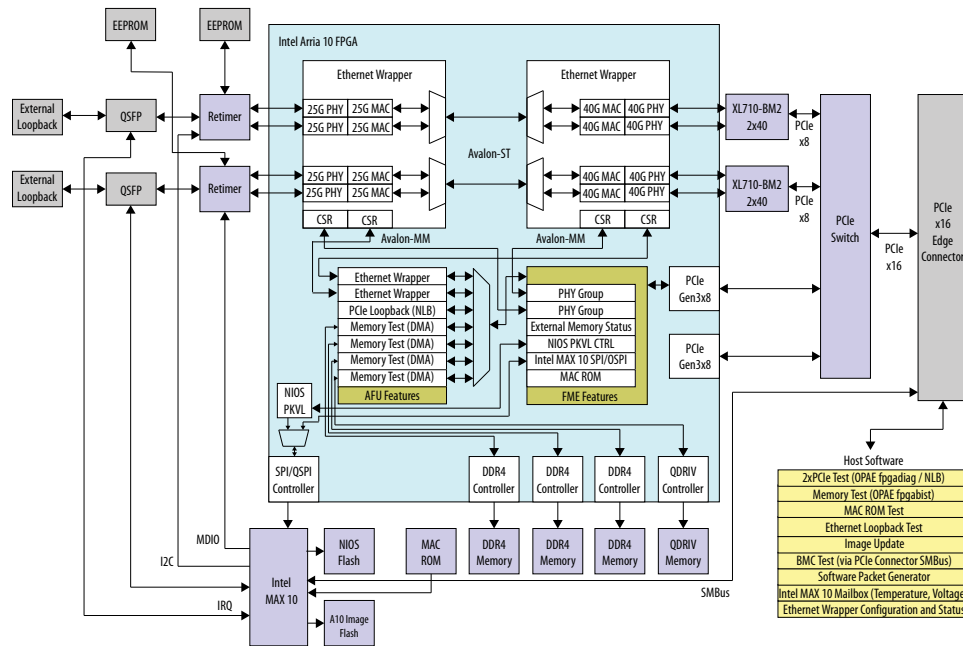 EEPROM
EEPROM
Intel Arria 10 FPGA
Ethernet Wrapper
Ethernet Wrapper
External
Loopback
QSFP
Retimer
25G PHY
25G MAC
25G PHY
25G MAC
40G MAC
40G PHY
40G MAC
40G PHY
XL710-BM2
2x40
PCIe
x8
Avalon-ST
External
Loopback
QSFP
Retimer
25G PHY
25G MAC
25G PHY
25G MAC
40G MAC
40G PHY
40G MAC
40G PHY
XL710-BM2
2x40
PCIe
x8
CSR
CSR
CSR
CSR
Avalon-MM
Avalon-MM
PCIe
Switch
PCIe
x16
PCIe
x16
Edge
Connector
Ethernet Wrapper
Ethernet Wrapper
PCIe Loopback (NLB)
Memory Test (DMA)
Memory Test (DMA)
Memory Test (DMA)
Memory Test (DMA)
AFU Features
PHY Group
PHY Group
External Memory Status
NIOS PKVL CTRL
Intel MAX 10 SPI/OSPI
MAC ROM
FME Features
PCIe
Gen3x8
PCIe
Gen3x8
NIOS
PKVL
SPI/QSPI
Controller
DDR4
Controller
DDR4
Controller
DDR4
Controller
QDRIV
Controller
MDIO
I2C
IRQ
Intel
MAX 10
NIOS
Flash
A10 Image
Flash
MAC
ROM
DDR4
Memory
DDR4
Memory
DDR4
Memory
QDRIV
Memory
SMBus
Host Software
2xPCIe Test (OPAE fpgadiag / NLB)
Memory Test (OPAE fpgabist)
MAC ROM Test
Ethernet Loopback Test
Image Update
BMC Test (via PCIe Connector SMBus)
Software Packet Generator
Intel MAX 10 Mailbox (Temperature, Voltage
Ethernet Wrapper Configuration and Status